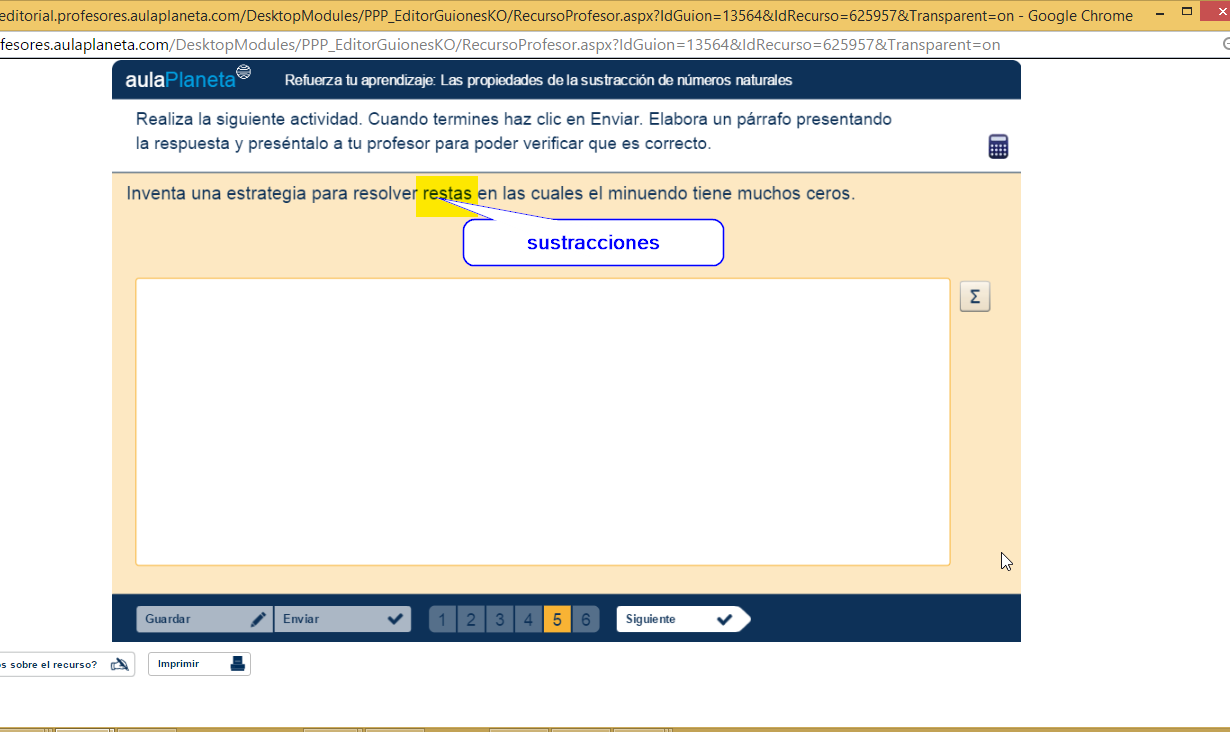 editorial.profesores.aulaplaneta.com/DesktopModules/PPP_EditorGuionesKO/RecursoProfesor.aspx?IdGuion=13564&IdRecurso=625957&Transparent=on - Google Chrome
fesores.aulaplaneta.com/DesktopModules/PPP_EditorGuionesKO/RecursoProfesor.aspx?IdGuion=13564&IdRecurso=625957&Transparent=on
aulaPlaneta Refuerza tu aprendizaje: Las propiedades de la sustracción de números naturales
Realiza la siguiente actividad. Cuando termines haz clic en Enviar. Elabora un párrafo presentando
la respuesta y preséntalo a tu profesor para poder verificar que es correcto.
Inventa una estrategia para resolver restas en las cuales el minuendo tiene muchos ceros.
sustracciones
Σ
Guardar Enviar 1 2 3 4 5 6 Siguiente
s sobre el recurso? Imprimir